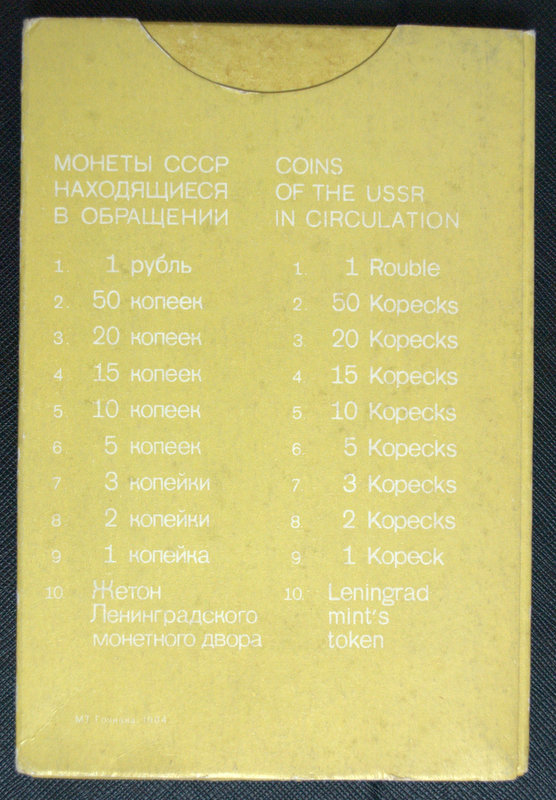 МОНЕТЫ СССР
НАХОДЯЩИЕСЯ
В ОБРАЩЕНИИ
1. 1 рубль
2. 50 копеек
3. 20 копеек
4 15 копеек
5. 10 копеек
6 5 копеек
7 3 копейки
8 2 копейки
9 1 копейка
10 Жетон
Ленинградского
монетного двора
COINS
OF THE USSR
IN CIRCULATION
1. 1 Rouble
2. 50 Kopecks
3 20 Kopecks
4. 15 Kopecks
5. 10 Kopecks
6. 5 Kopecks
7. 3 Kopecks
8. 2 Kopecks
9 1 Kopeck
10. Leningrad
mint's
token